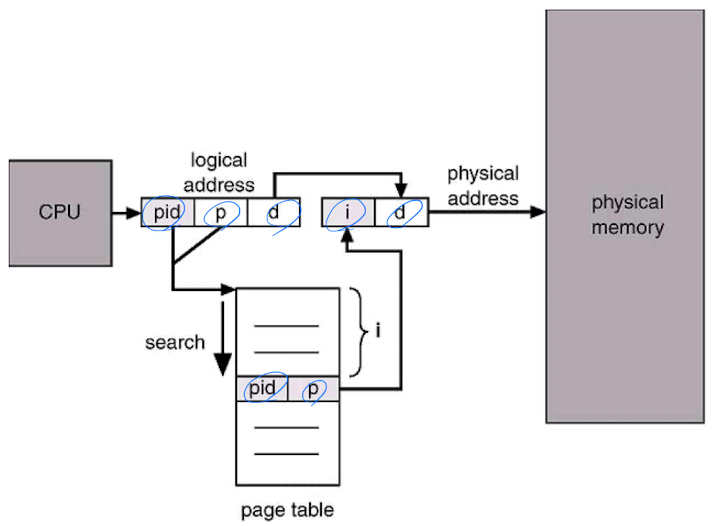 logical
address
physical
address
CPU
pid p d
i d
physical
memory
search
i
pid p
page table